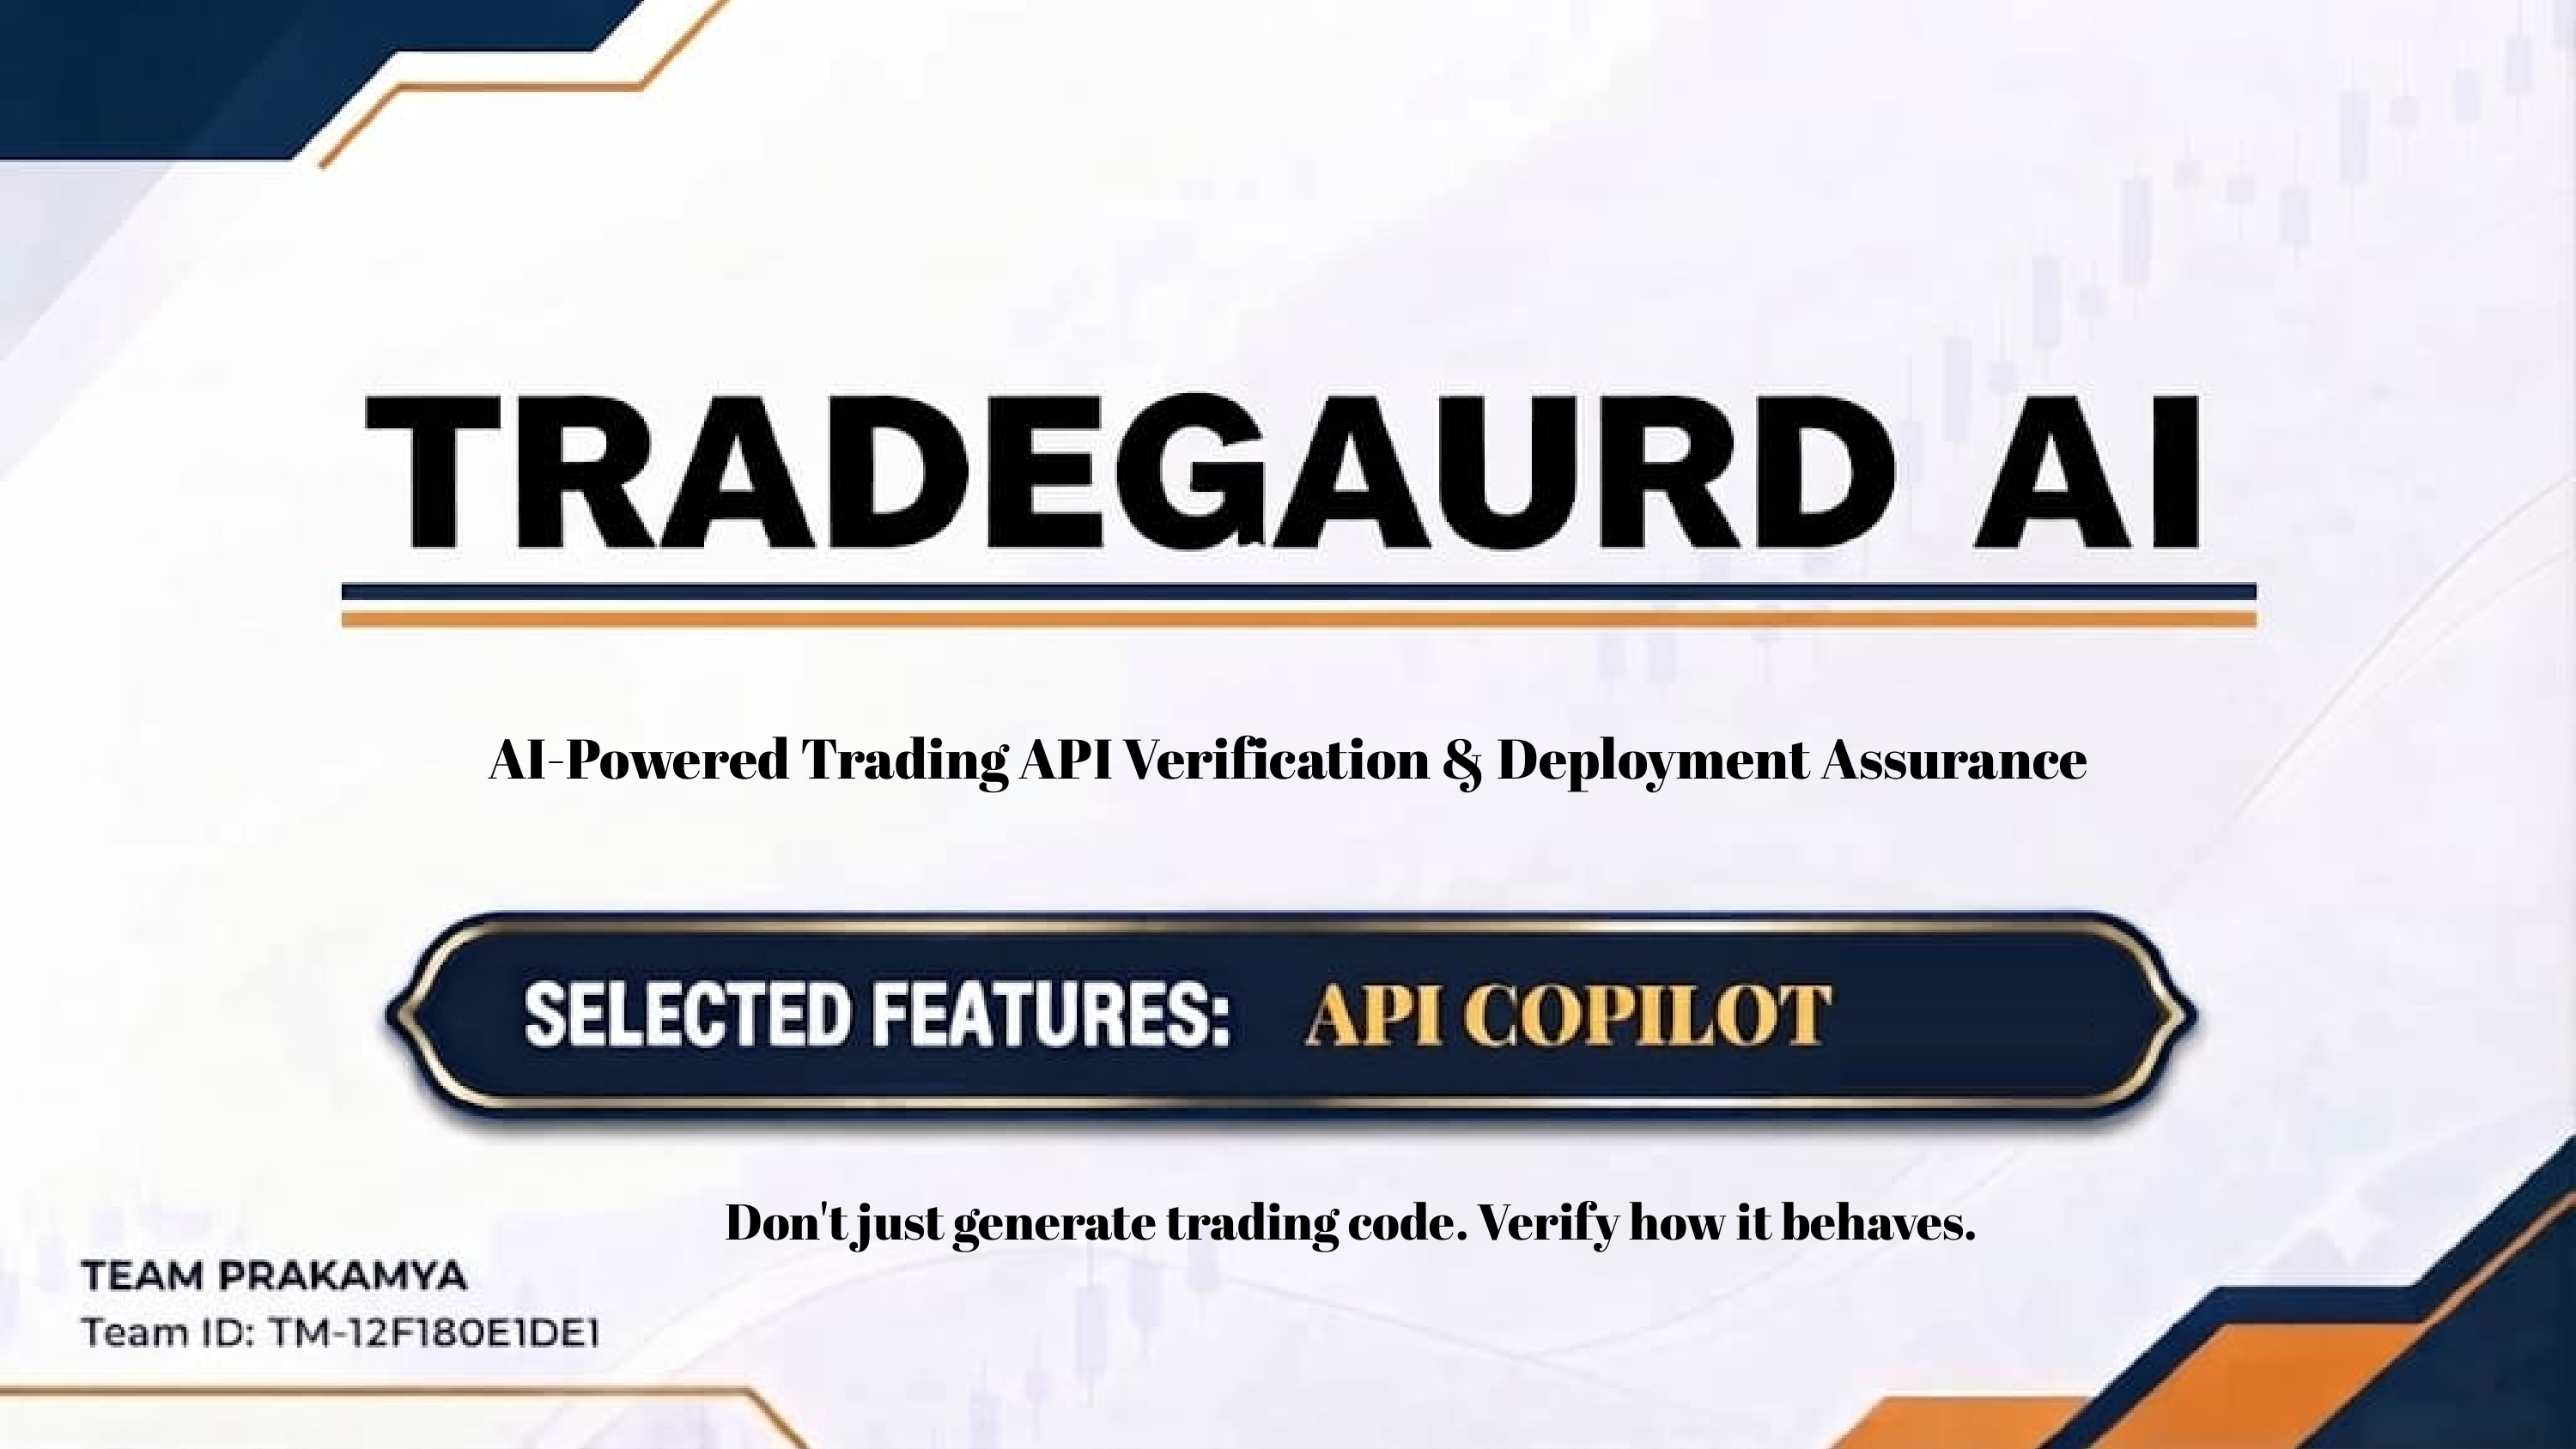 TRADEGAURD AI
AI-Powered Trading API Verification & Deployment Assurance
SELECTED FEATURES: API COPILOT
Don't just generate trading code. Verify how it behaves.
TEAM PRAKAMYA
Team ID: TM-12F180E1DE1